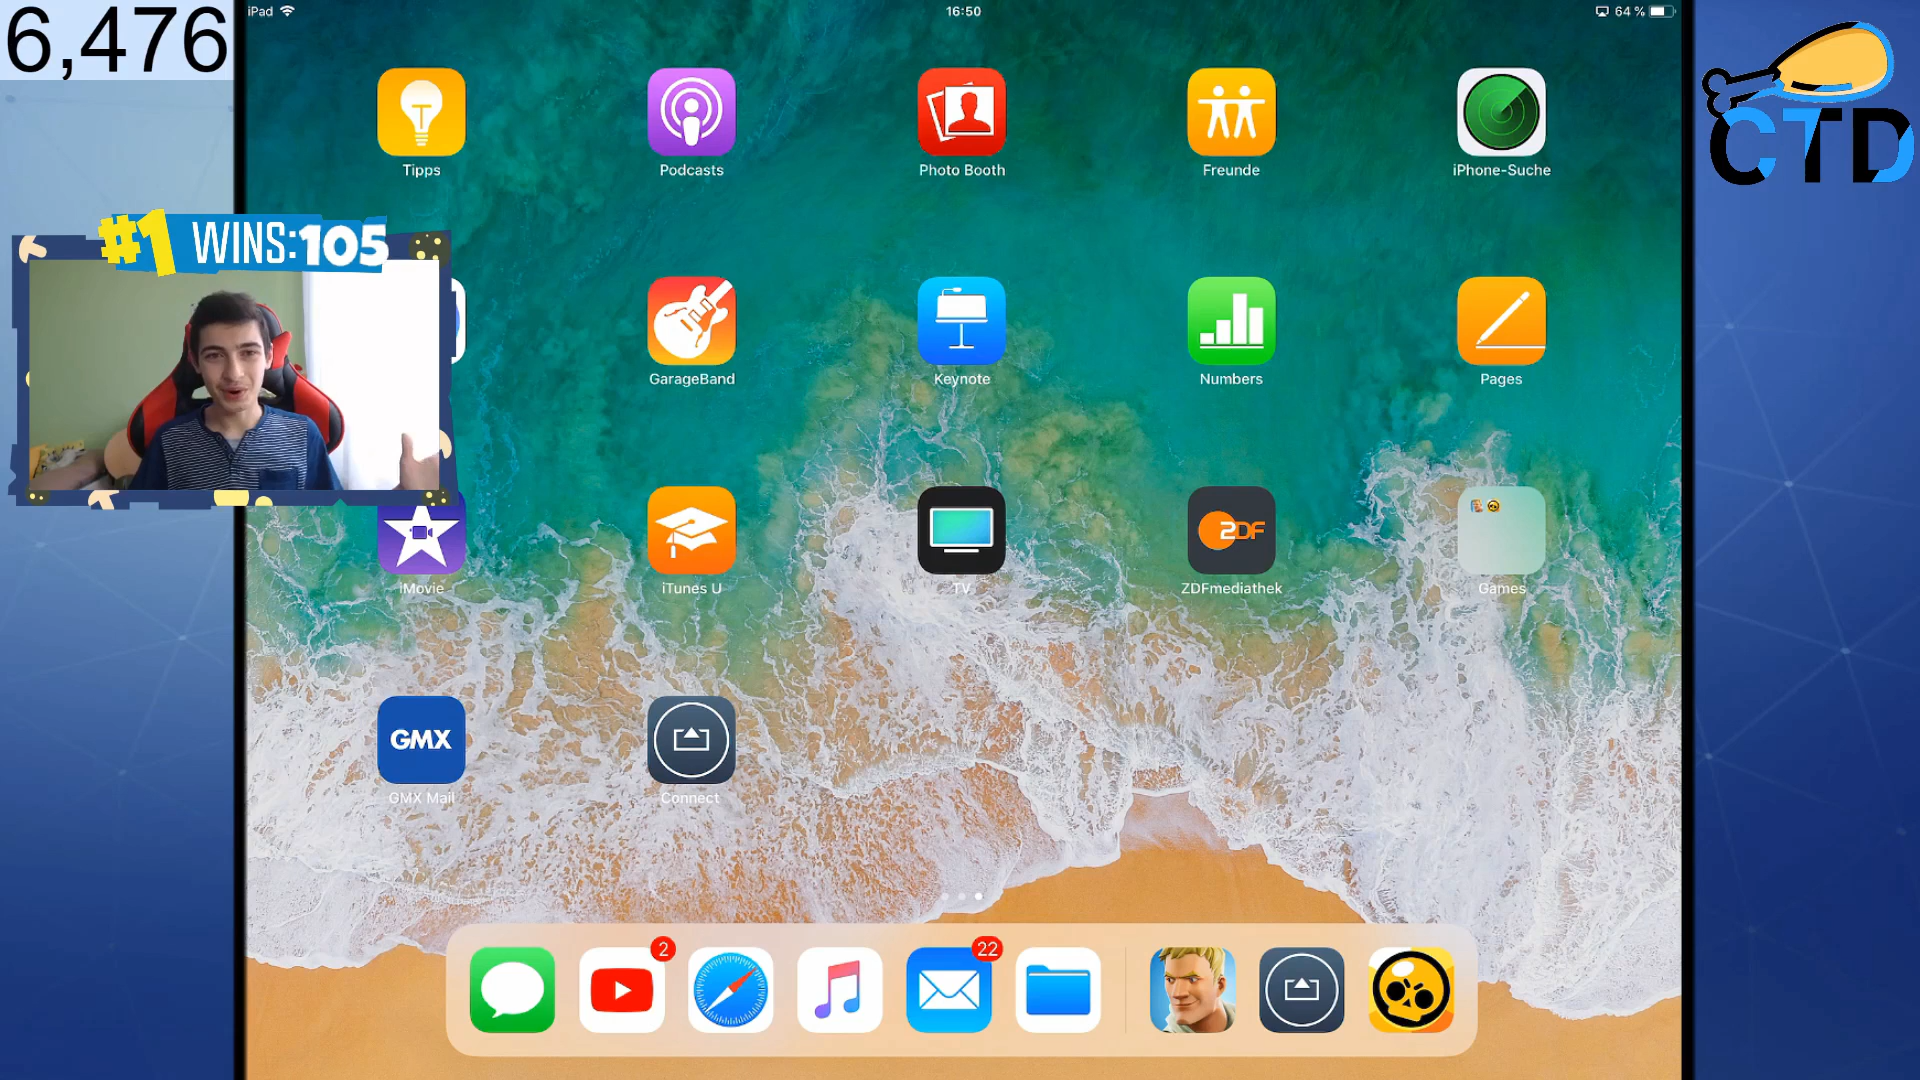 6,476
iPad 16:50 64 %
CTD
Tipps Podcasts Photo Booth Freunde iPhone-Suche
#1 WINS:105
GarageBand Keynote Numbers Pages
ZDF
iMovie iTunes U TV ZDFmediathek Games
GMX
GMX Mail Connect
2 22